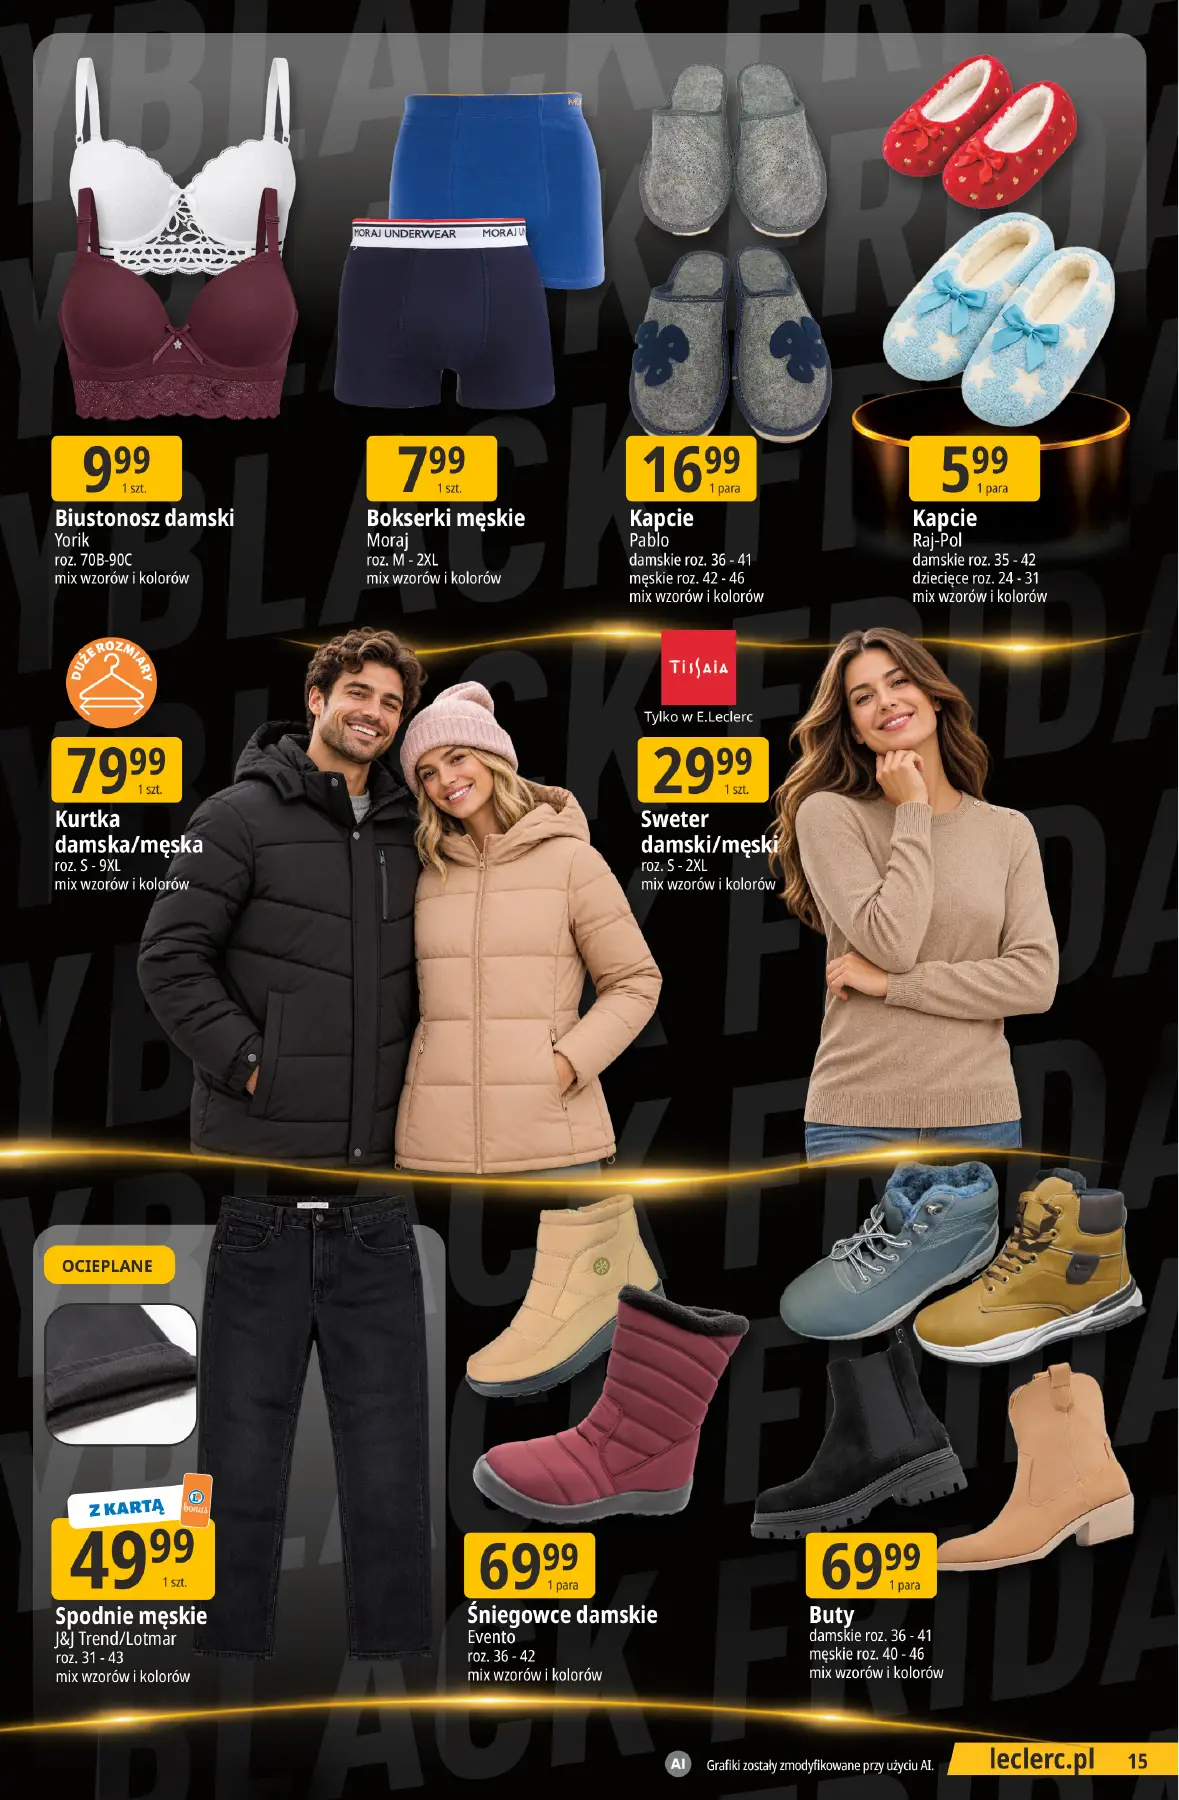 BLACK FRIDAY
MORAJ UNDERWEAR MORAJ UN
9 99
1 szt.
Biustonosz damski
Yorik
roz. 70B-90C
mix wzorów i kolorów
7 99
1 szt.
Bokserki męskie
Moraj
roz. M - 2XL
mix wzorów i kolorów
16 99
1 para
Kapcie
Pablo
damskie roz. 36 - 41
męskie roz. 42 - 46
mix wzorów i kolorów
5 99
1 para
Kapcie
Raj-Pol
damskie roz. 35 - 42
dziecięce roz. 24 - 31
mix wzorów i kolorów
DUŻE ROZMIARY
79 99
1 szt.
Kurtka
damska/męska
roz. S - 9XL
mix wzorów i kolorów
TISSAIA
Tylko w E.Leclerc
29 99
1 szt.
Sweter
damski/męski
roz. S - 2XL
mix wzorów i kolorów
OCIEPLANE
Z KARTĄ
bonus
49 99
1 szt.
Spodnie męskie
J&J Trend/Lotmar
roz. 31 - 43
mix wzorów i kolorów
69 99
1 para
Śniegowce damskie
Evento
roz. 36 - 42
mix wzorów i kolorów
69 99
1 para
Buty
damskie roz. 36 - 41
męskie roz. 40 - 46
mix wzorów i kolorów
AI
Grafiki zostały zmodyfikowane przy użyciu AI.
leclerc.pl
15